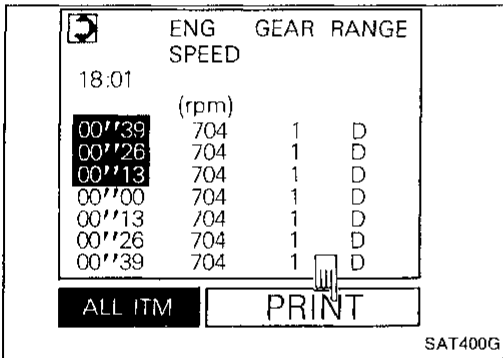 ENG GEAR RANGE
SPEED
18:01
(rpm)
00''39 704 1 D
00''26 704 1 D
00''13 704 1 D
00''00 704 1 D
00''13 704 1 D
00''26 704 1 D
00''39 704 1 D
ALL ITM PRINT
SAT400G